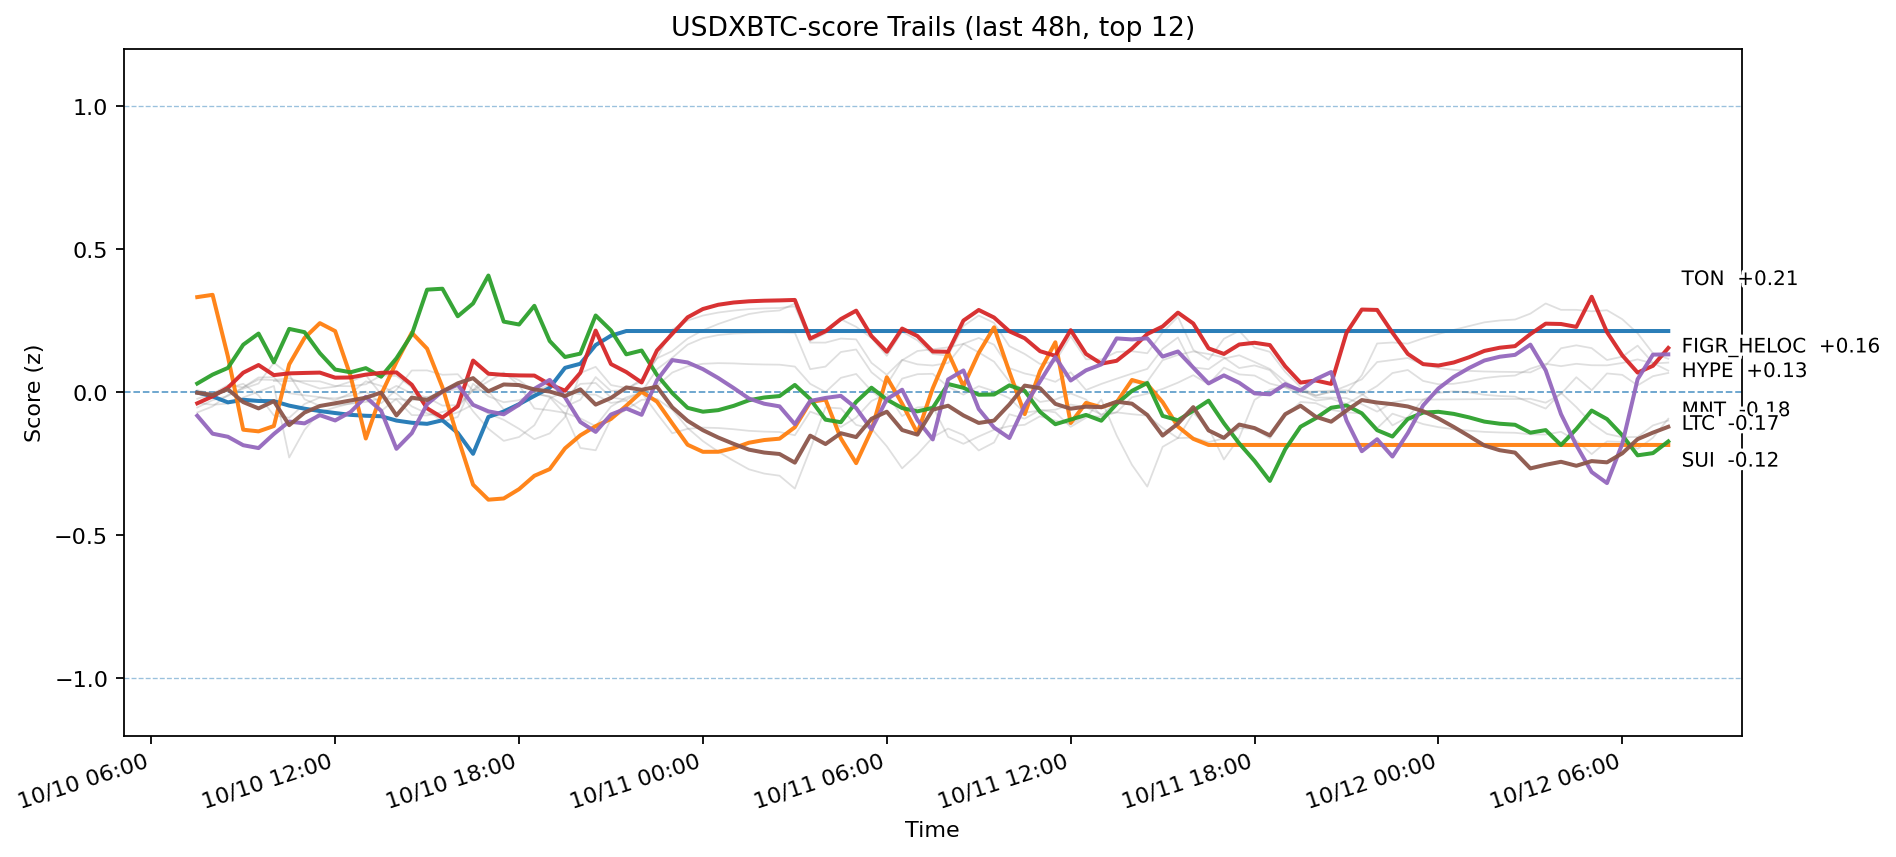 USDXBTC-score Trails (last 48h, top 12)
Score (z)
1.0
0.5
0.0
−0.5
−1.0
TON +0.21
FIGR_HELOC +0.16
HYPE +0.13
MNT -0.18
LTC -0.17
SUI -0.12
10/10 06:00
10/10 12:00
10/10 18:00
10/11 00:00
10/11 06:00
10/11 12:00
10/11 18:00
10/12 00:00
10/12 06:00
Time